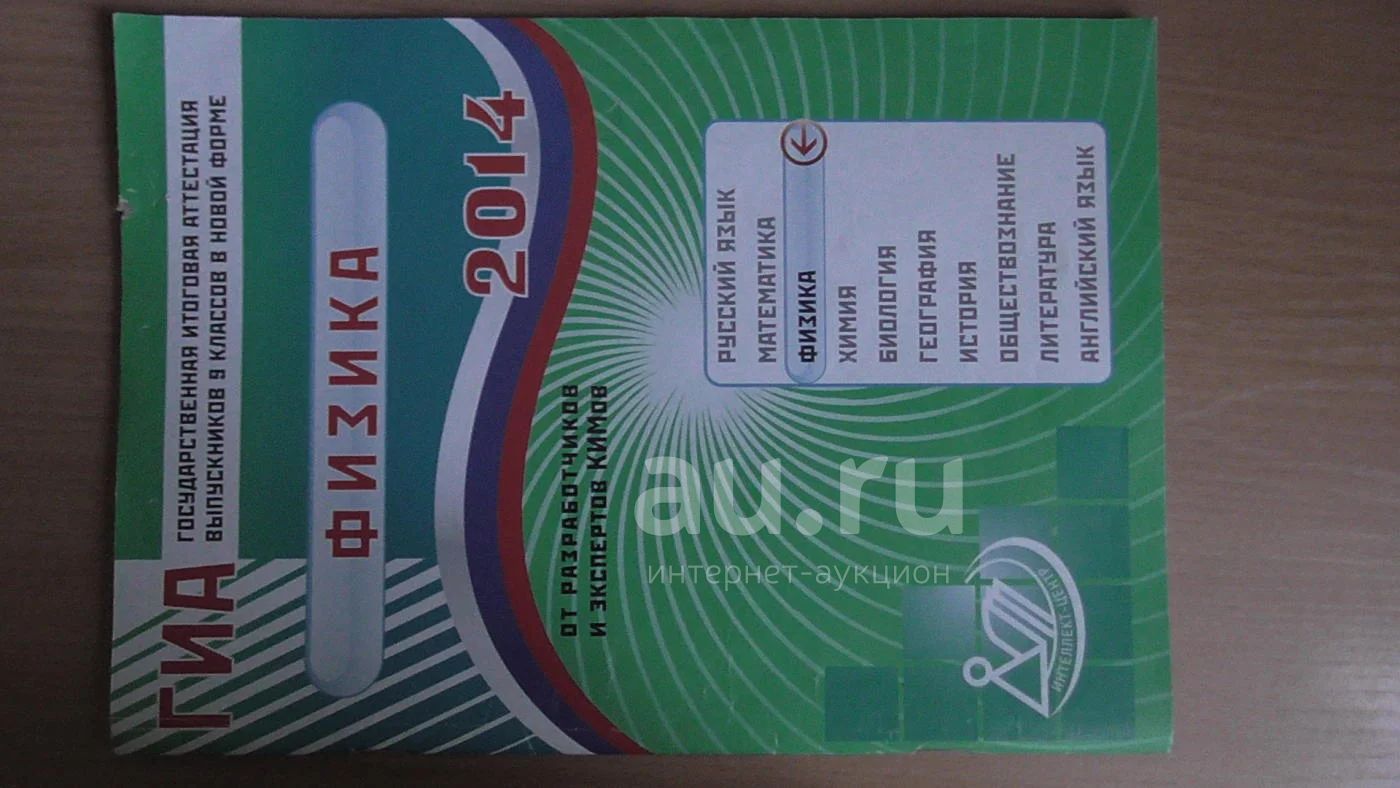 ГИА
ГОСУДАРСТВЕННАЯ ИТОГОВАЯ АТТЕСТАЦИЯ
ВЫПУСКНИКОВ 9 КЛАССОВ В НОВОЙ ФОРМЕ
ФИЗИКА
2014
ОТ РАЗРАБОТЧИКОВ
И ЭКСПЕРТОВ КИМов
РУССКИЙ ЯЗЫК
МАТЕМАТИКА
ФИЗИКА
ХИМИЯ
БИОЛОГИЯ
ГЕОГРАФИЯ
ИСТОРИЯ
ОБЩЕСТВОЗНАНИЕ
ЛИТЕРАТУРА
АНГЛИЙСКИЙ ЯЗЫК
ИНТЕЛЛЕКТ-ЦЕНТР
au.ru
интернет-аукцион